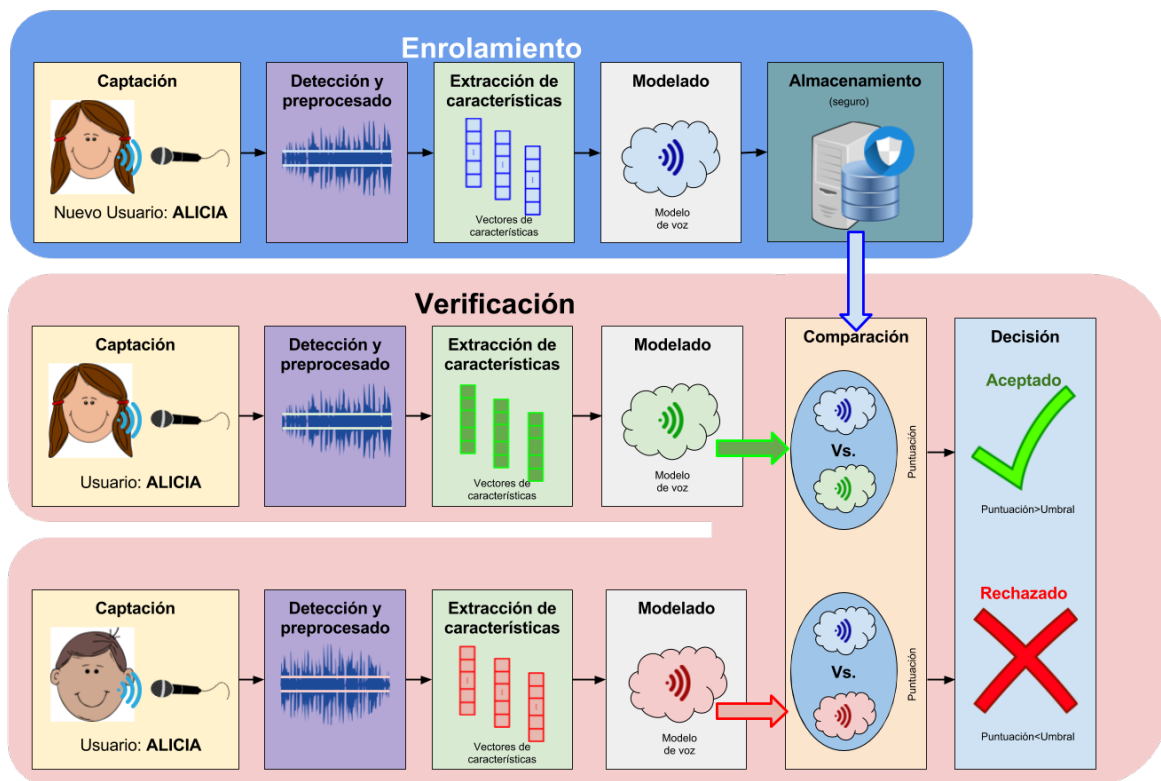 Enrolamiento
Captación
Nuevo Usuario: ALICIA
Detección y
preprocesado
Extracción de
características
Vectores de
características
Modelado
Modelo
de voz
Almacenamiento
(seguro)
Verificación
Captación
Usuario: ALICIA
Detección y
preprocesado
Extracción de
características
Vectores de
características
Modelado
Modelo
de voz
Comparación
Vs.
Puntuación
Decisión
Aceptado
Puntuación>Umbral
Captación
Usuario: ALICIA
Detección y
preprocesado
Extracción de
características
Vectores de
características
Modelado
Modelo
de voz
Vs.
Puntuación
Rechazado
Puntuación<Umbral